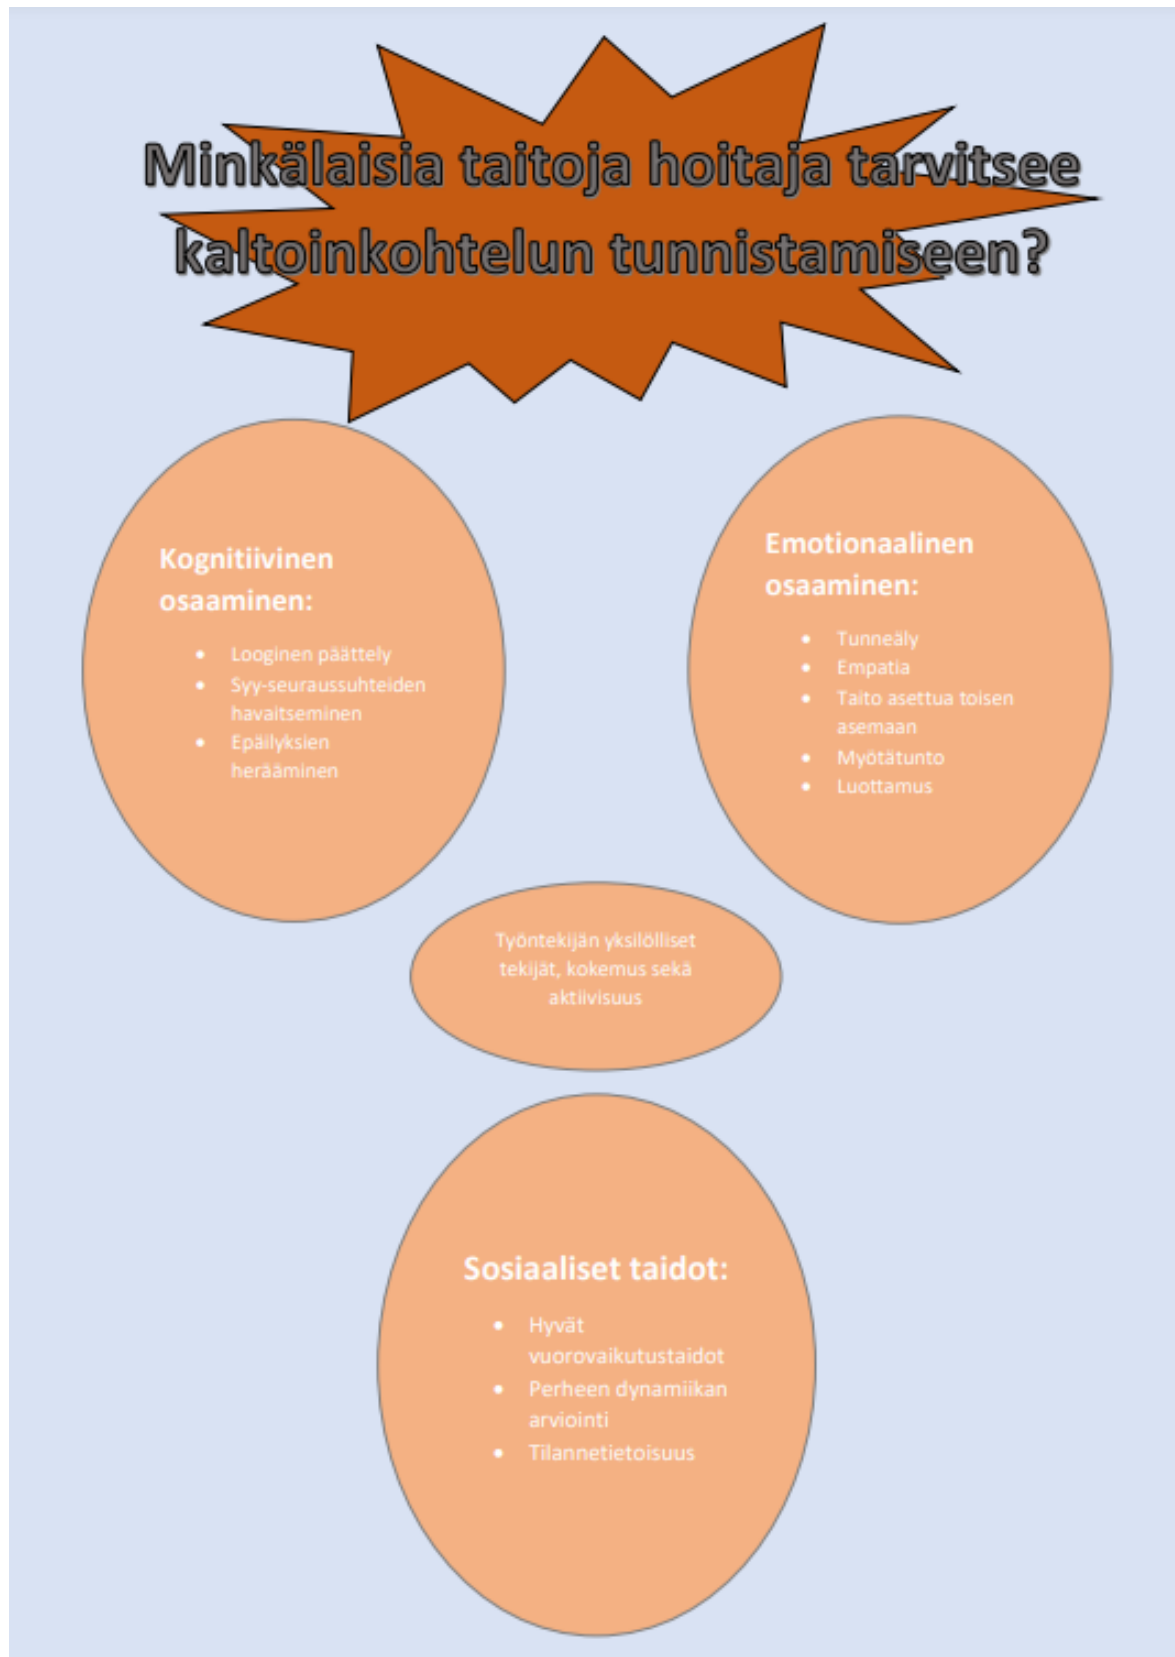 Minkälaisia taitoja hoitaja tarvitsee
kaltoinkohtelun tunnistamiseen?
Kognitiivinen
osaaminen:
• Looginen päättely
• Syy-seuraussuhteiden
havaitseminen
• Epäilyksien
herääminen
Emotionaalinen
osaaminen:
• Tunneäly
• Empatia
• Taito asettua toisen
asemaan
• Myötätunto
• Luottamus
Työntekijän yksilölliset
tekijät, kokemus sekä
aktiivisuus
Sosiaaliset taidot:
• Hyvät
vuorovaikutustaidot
• Perheen dynamiikan
arviointi
• Tilannetietoisuus